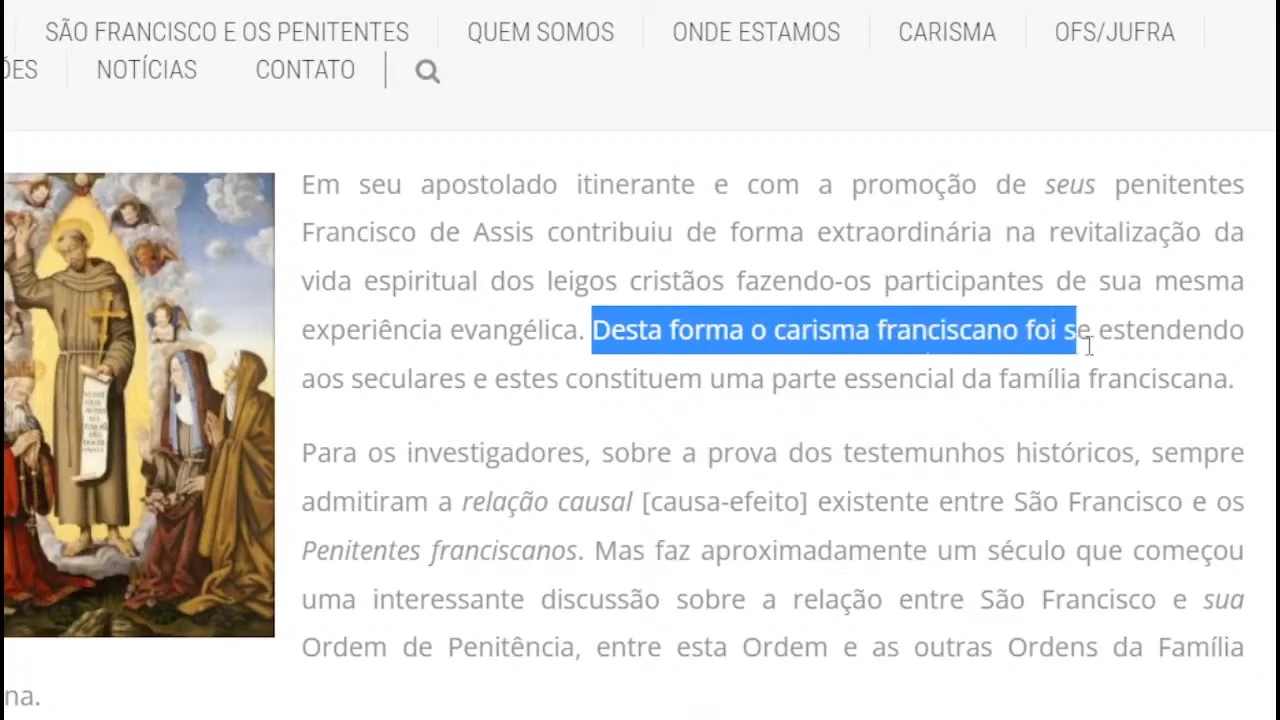 SÃO FRANCISCO E OS PENITENTES QUEM SOMOS ONDE ESTAMOS CARISMA OFS/JUFRA
ÕES NOTÍCIAS CONTATO
Em seu apostolado itinerante e com a promoção de seus penitentes
Francisco de Assis contribuiu de forma extraordinária na revitalização da
vida espiritual dos leigos cristãos fazendo-os participantes de sua mesma
experiência evangélica. Desta forma o carisma franciscano foi se estendendo
aos seculares e estes constituem uma parte essencial da família franciscana.
Para os investigadores, sobre a prova dos testemunhos históricos, sempre
admitiram a relação causal [causa-efeito] existente entre São Francisco e os
Penitentes franciscanos. Mas faz aproximadamente um século que começou
uma interessante discussão sobre a relação entre São Francisco e sua
Ordem de Penitência, entre esta Ordem e as outras Ordens da Família
na.